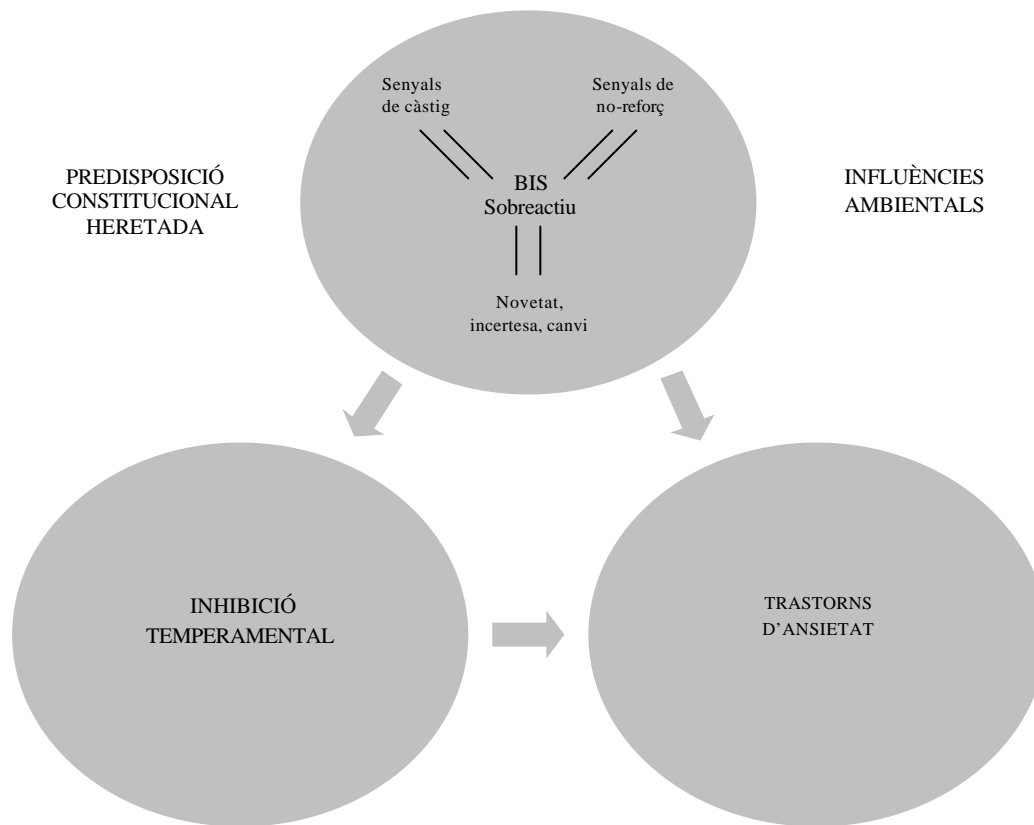 Senyals
de càstig
Senyals de
no-reforç
PREDISPOSICIÓ
CONSTITUCIONAL
HERETADA
BIS
Sobreactiu
INFLUÈNCIES
AMBIENTALS
Novetat,
incertesa, canvi
INHIBICIÓ
TEMPERAMENTAL
TRASTORNS
D’ANSIETAT